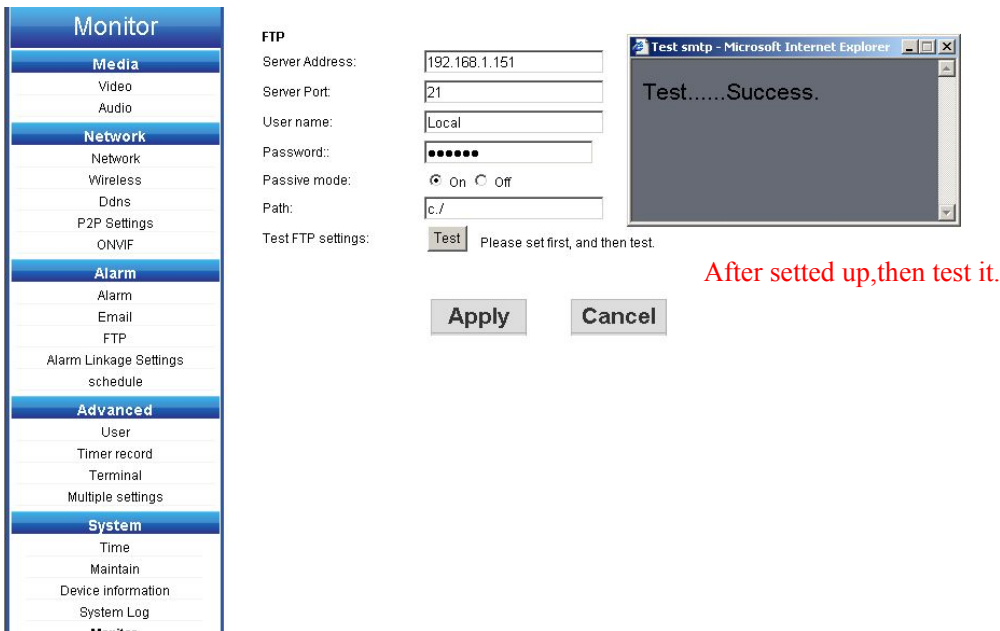 Monitor
Media
Video
Audio
Network
Network
Wireless
Ddns
P2P Settings
ONVIF
Alarm
Alarm
Email
FTP
Alarm Linkage Settings
schedule
Advanced
User
Timer record
Terminal
Multiple settings
System
Time
Maintain
Device information
System Log
Monitor
FTP
Server Address: 192.168.1.151
Server Port: 21
User name: Local
Password:: ●●●●●●
Passive mode: On Off
Path: c./
Test FTP settings: Test Please set first, and then test.
Apply Cancel
Test smtp - Microsoft Internet Explorer
Test......Success.
After setted up,then test it.